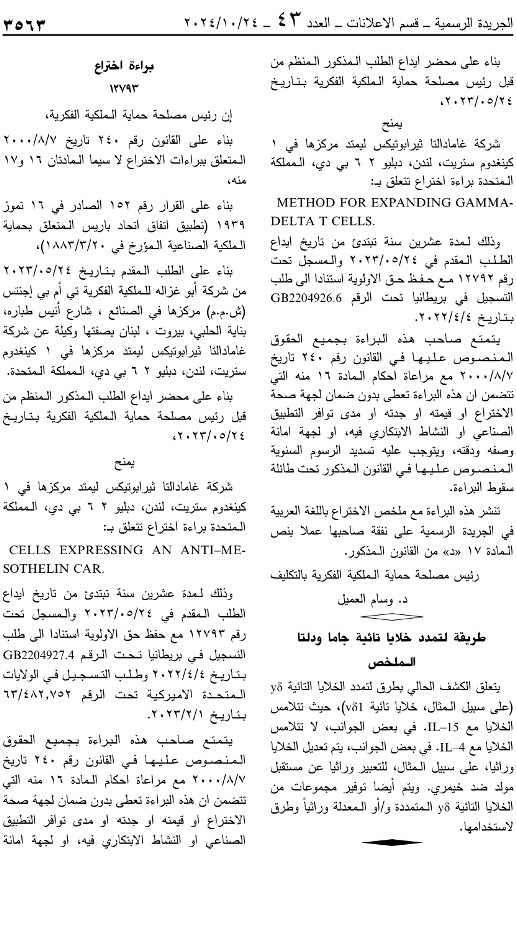 الجريدة الرسمية ــ قسم الاعلانات ــ العدد ٤٣ ــ ٢٠٢٤/١٠/٢٤
٣٥٦٣
بناء على محضر ايداع الطلب المذكور المنظم من
قبل رئيس مصلحة حماية الملكية الفكرية بتاريخ
٢٠٢٣/٠٥/٢٤،
يمنح
شركة غامادالتا ثيرابوتيكس ليمتد مركزها في ١
كينغدوم ستريت، لندن، دبليو ٢ ٦ بي دي، المملكة
المتحدة براءة اختراع تتعلق بـ:
METHOD FOR EXPANDING GAMMA-
DELTA T CELLS.
وذلك لمدة عشرين سنة تبتدئ من تاريخ ايداع
الطلب المقدم في ٢٠٢٣/٠٥/٢٤ والمسجل تحت
رقم ١٢٧٩٢ مع حفظ حق الاولوية استنادا الى طلب
التسجيل في بريطانيا تحت الرقم GB2204926.6
بتاريخ ٢٠٢٢/٤/٤.
يتمتع صاحب هذه البراءة بجميع الحقوق
المنصوص عليها في القانون رقم ٢٤٠ تاريخ
٢٠٠٠/٨/٧ مع مراعاة احكام المادة ١٦ منه التي
تتضمن ان هذه البراءة تعطى بدون ضمان لجهة صحة
الاختراع او قيمته او جدته او مدى توافر التطبيق
الصناعي او النشاط الابتكاري فيه، او لجهة امانة
وصفه ودقته، ويتوجب عليه تسديد الرسوم السنوية
المنصوص عليها في القانون المذكور تحت طائلة
سقوط البراءة.
تنشر هذه البراءة مع ملخص الاختراع باللغة العربية
في الجريدة الرسمية على نفقة صاحبها عملا بنص
المادة ١٧ «د» من القانون المذكور.
رئيس مصلحة حماية الملكية الفكرية بالتكليف
د. وسام العميل
طريقة لتمدد خلايا تائية جاما ودلتا
الملخص
يتعلق الكشف الحالي بطرق لتمدد الخلايا التائية γδ
(على سبيل المثال، خلايا تائية vδ1)، حيث تتلامس
الخلايا مع IL–15. في بعض الجوانب، لا تتلامس
الخلايا مع IL–4. في بعض الجوانب، يتم تعديل الخلايا
وراثيا، على سبيل المثال، للتعبير وراثيا عن مستقبل
مولد ضد خيمري. ويتم أيضا توفير مجموعات من
الخلايا التائية γδ المتمددة و/أو المعدلة وراثياً وطرق
لاستخدامها.
براءة اختراع
١٢٧٩٣
إن رئيس مصلحة حماية الملكية الفكرية،
بناء على القانون رقم ٢٤٠ تاريخ ٢٠٠٠/٨/٧
المتعلق ببراءات الاختراع لا سيما المادتان ١٦ و١٧
منه،
بناء على القرار رقم ١٥٢ الصادر في ١٦ تموز
١٩٣٩ (تطبيق اتفاق اتحاد باريس المتعلق بحماية
الملكية الصناعية المؤرخ في ١٨٨٣/٣/٢٠)،
بناء على الطلب المقدم بتاريخ ٢٠٢٣/٠٥/٢٤
من شركة أبو غزاله للملكية الفكرية تي أم بي إجنتس
(ش.م.م) مركزها في الصنائع ، شارع أنيس طباره،
بناية الحلبي، بيروت ، لبنان بصفتها وكيلة عن شركة
غامادالتا ثيرابوتيكس ليمتد مركزها في ١ كينغدوم
ستريت، لندن، دبليو ٢ ٦ بي دي، المملكة المتحدة.
بناء على محضر ايداع الطلب المذكور المنظم من
قبل رئيس مصلحة حماية الملكية الفكرية بتاريخ
٢٠٢٣/٠٥/٢٤،
يمنح
شركة غامادالتا ثيرابوتيكس ليمتد مركزها في ١
كينغدوم ستريت، لندن، دبليو ٢ ٦ بي دي، المملكة
المتحدة براءة اختراع تتعلق بـ:
CELLS EXPRESSING AN ANTI–ME-
SOTHELIN CAR.
وذلك لمدة عشرين سنة تبتدئ من تاريخ ايداع
الطلب المقدم في ٢٠٢٣/٠٥/٢٤ والمسجل تحت
رقم ١٢٧٩٣ مع حفظ حق الاولوية استنادا الى طلب
التسجيل في بريطانيا تحت الرقم GB2204927.4
بتاريخ ٢٠٢٢/٤/٤ وطلب التسجيل في الولايات
المتحدة الاميركية تحت الرقم ٦٣/٤٨٢,٧٥٢
بتاريخ ٢٠٢٣/٢/١.
يتمتع صاحب هذه البراءة بجميع الحقوق
المنصوص عليها في القانون رقم ٢٤٠ تاريخ
٢٠٠٠/٨/٧ مع مراعاة احكام المادة ١٦ منه التي
تتضمن ان هذه البراءة تعطى بدون ضمان لجهة صحة
الاختراع او قيمته او جدته او مدى توافر التطبيق
الصناعي او النشاط الابتكاري فيه، او لجهة امانة